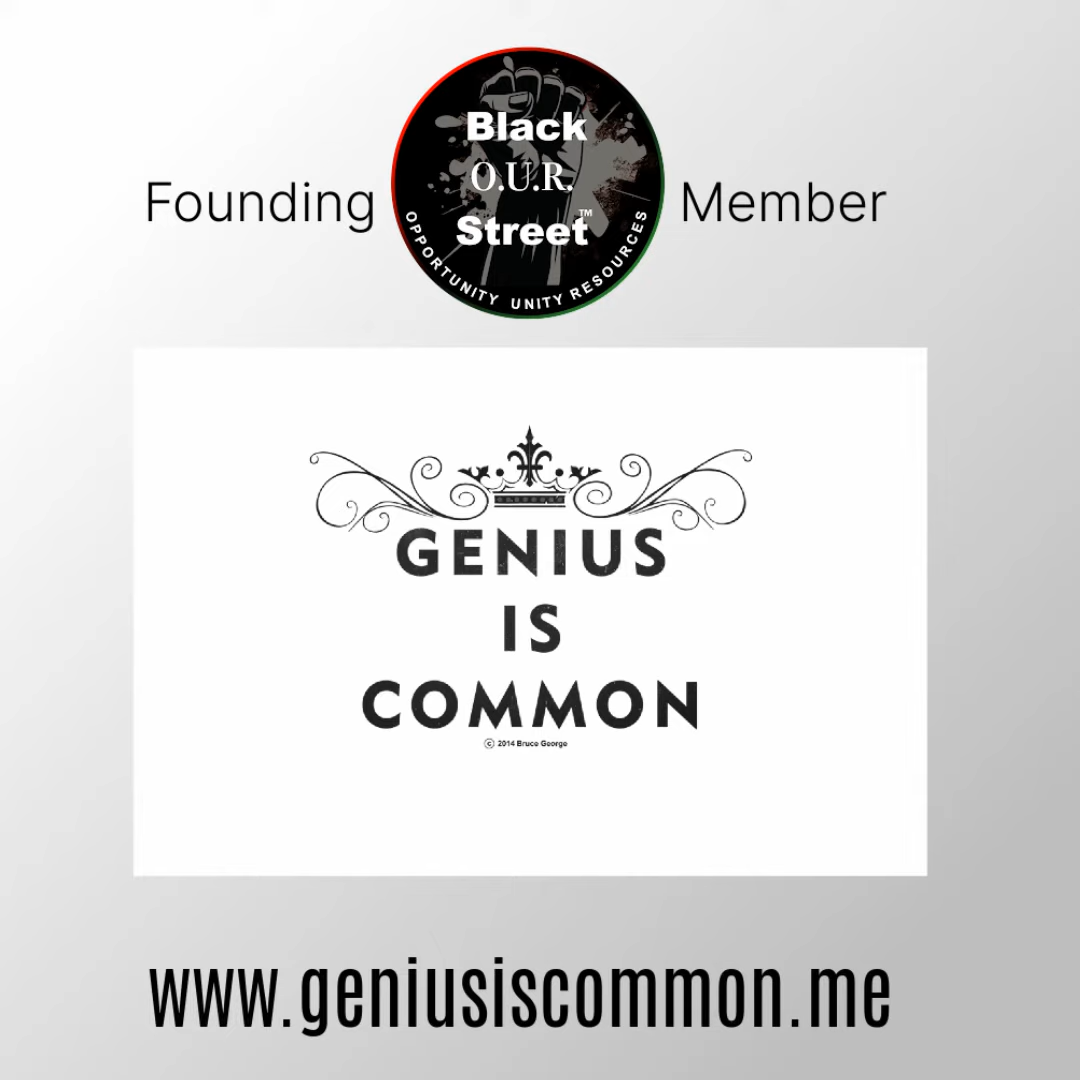 Founding
Black
O.U.R.
Street™
OPPORTUNITY UNITY RESOURCES
Member
GENIUS
IS
COMMON
© 2014 Bruce George
www.geniusiscommon.me